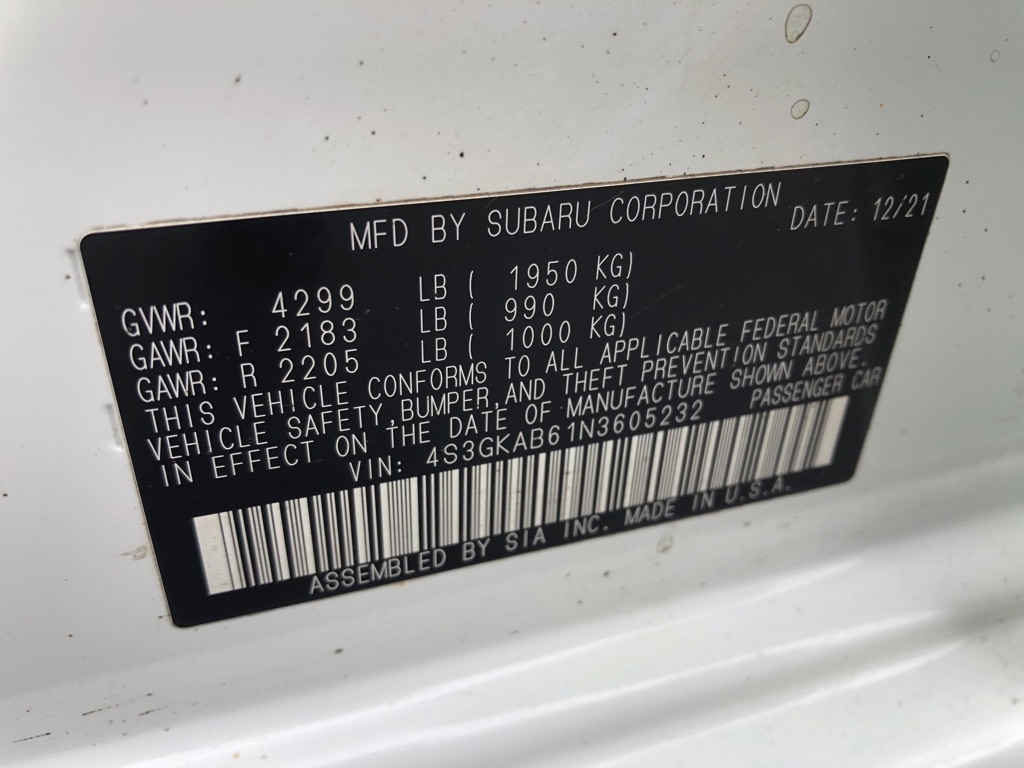 MFD BY SUBARU CORPORATION DATE: 12/21
GVWR: 4299 LB ( 1950 KG)
GAWR: F 2183 LB ( 990 KG)
GAWR: R 2205 LB ( 1000 KG)
THIS VEHICLE CONFORMS TO ALL APPLICABLE FEDERAL MOTOR
VEHICLE SAFETY,BUMPER,AND THEFT PREVENTION STANDARDS
IN EFFECT ON THE DATE OF MANUFACTURE SHOWN ABOVE.
VIN: 4S3GKAB61N3605232 PASSENGER CAR
ASSEMBLED BY SIA INC. MADE IN U.S.A.